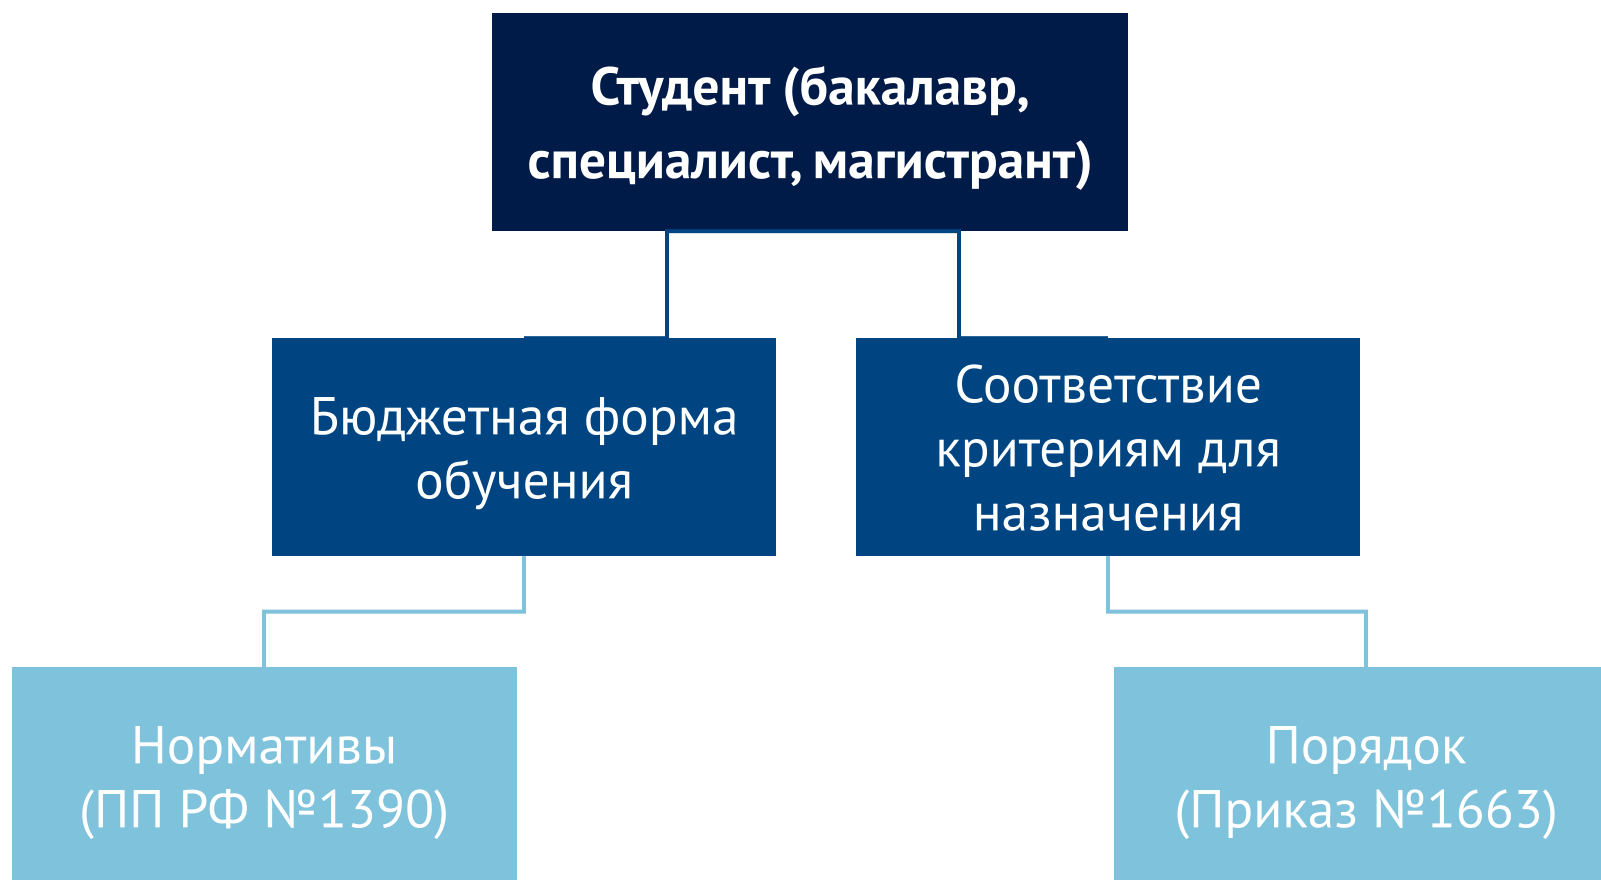 Студент (бакалавр,
специалист, магистрант)
Бюджетная форма
обучения
Соответствие
критериям для
назначения
Нормативы
(ПП РФ №1390)
Порядок
(Приказ №1663)